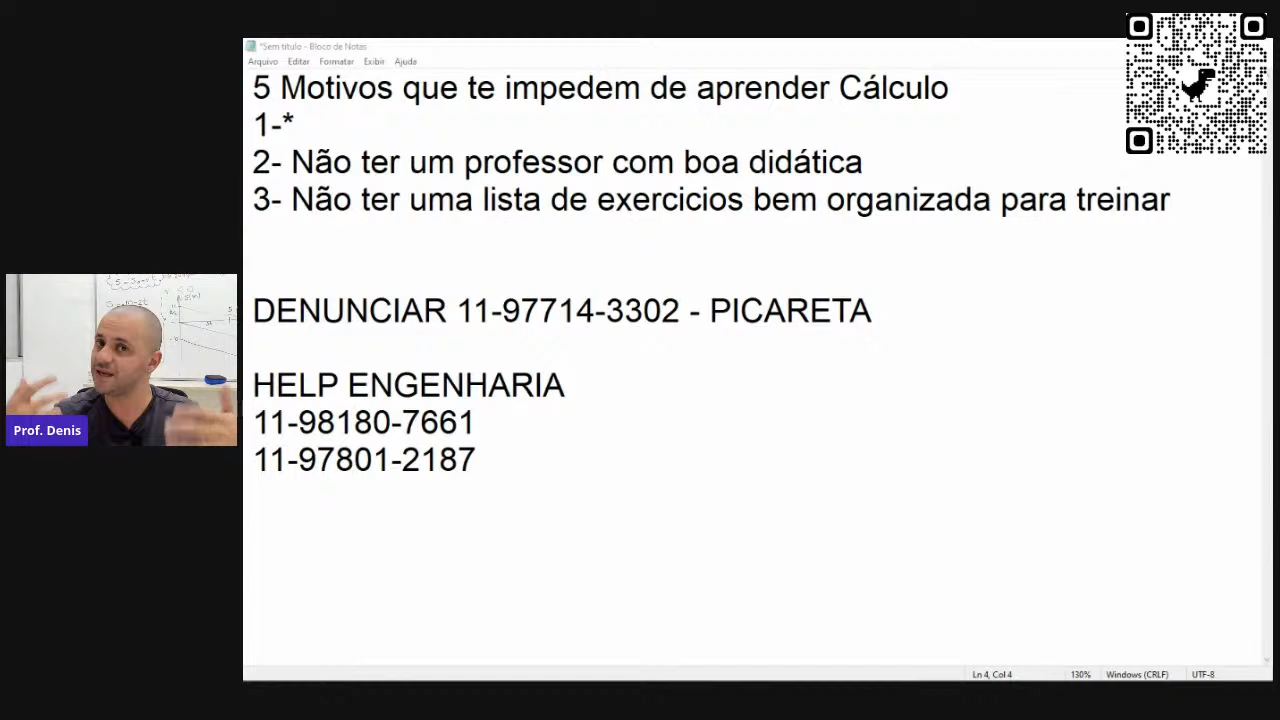 *Sem título - Bloco de Notas
Arquivo Editar Formatar Exibir Ajuda
5 Motivos que te impedem de aprender Cálculo
1-*
2- Não ter um professor com boa didática
3- Não ter uma lista de exercicios bem organizada para treinar
DENUNCIAR 11-97714-3302 - PICARETA
HELP ENGENHARIA
11-98180-7661
11-97801-2187
Prof. Denis
Ln 4, Col 4 130% Windows (CRLF) UTF-8